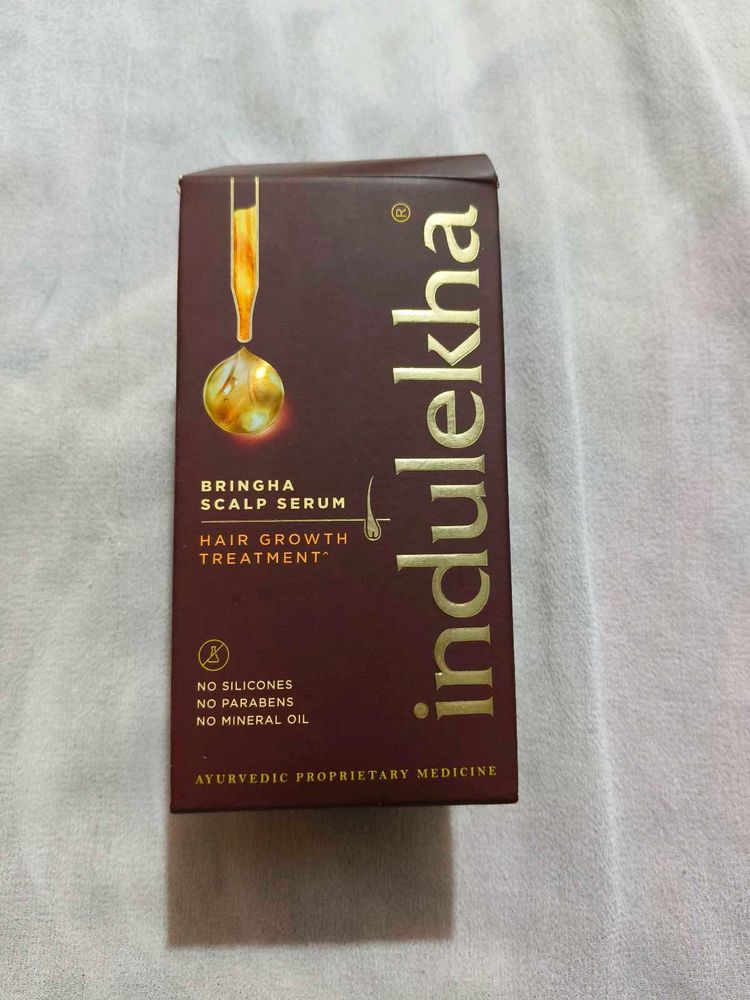 indulekha®
BRINGHA
SCALP SERUM
HAIR GROWTH
TREATMENT^
NO SILICONES
NO PARABENS
NO MINERAL OIL
AYURVEDIC PROPRIETARY MEDICINE